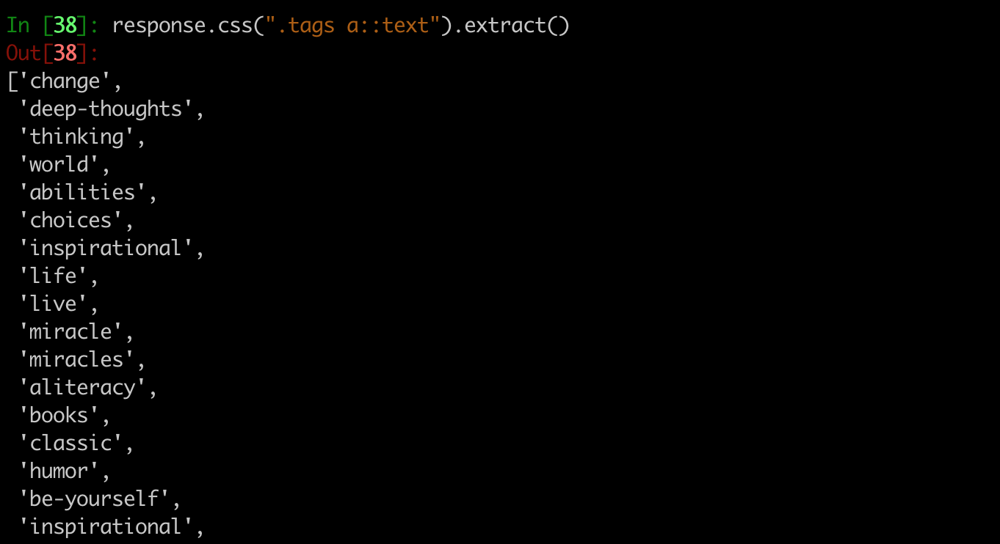 In [38]: response.css(".tags a::text").extract()
Out[38]:
['change',
 'deep-thoughts',
 'thinking',
 'world',
 'abilities',
 'choices',
 'inspirational',
 'life',
 'live',
 'miracle',
 'miracles',
 'aliteracy',
 'books',
 'classic',
 'humor',
 'be-yourself',
 'inspirational',